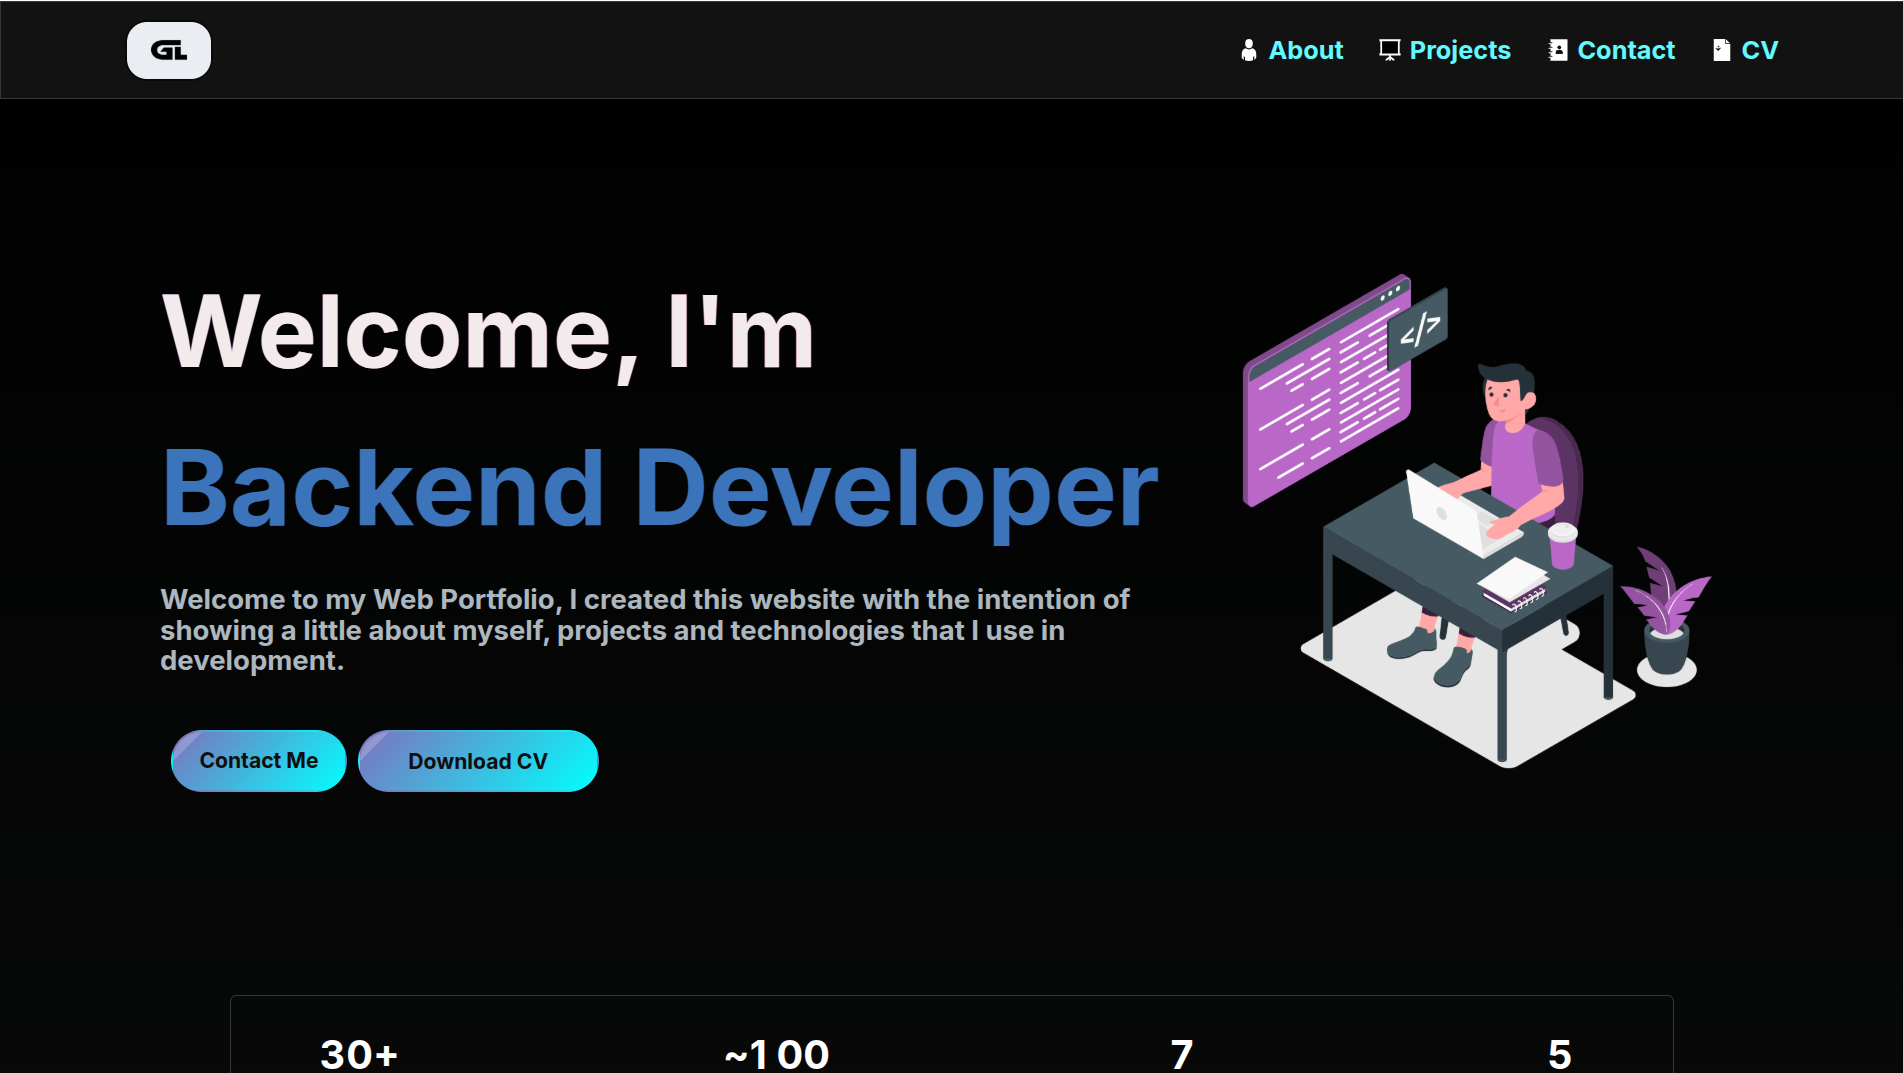 GL
About Projects Contact CV
Welcome, I'm
Backend Developer
</>
Welcome to my Web Portfolio, I created this website with the intention of
showing a little about myself, projects and technologies that I use in
development.
Contact Me Download CV
30+ ~100 7 5